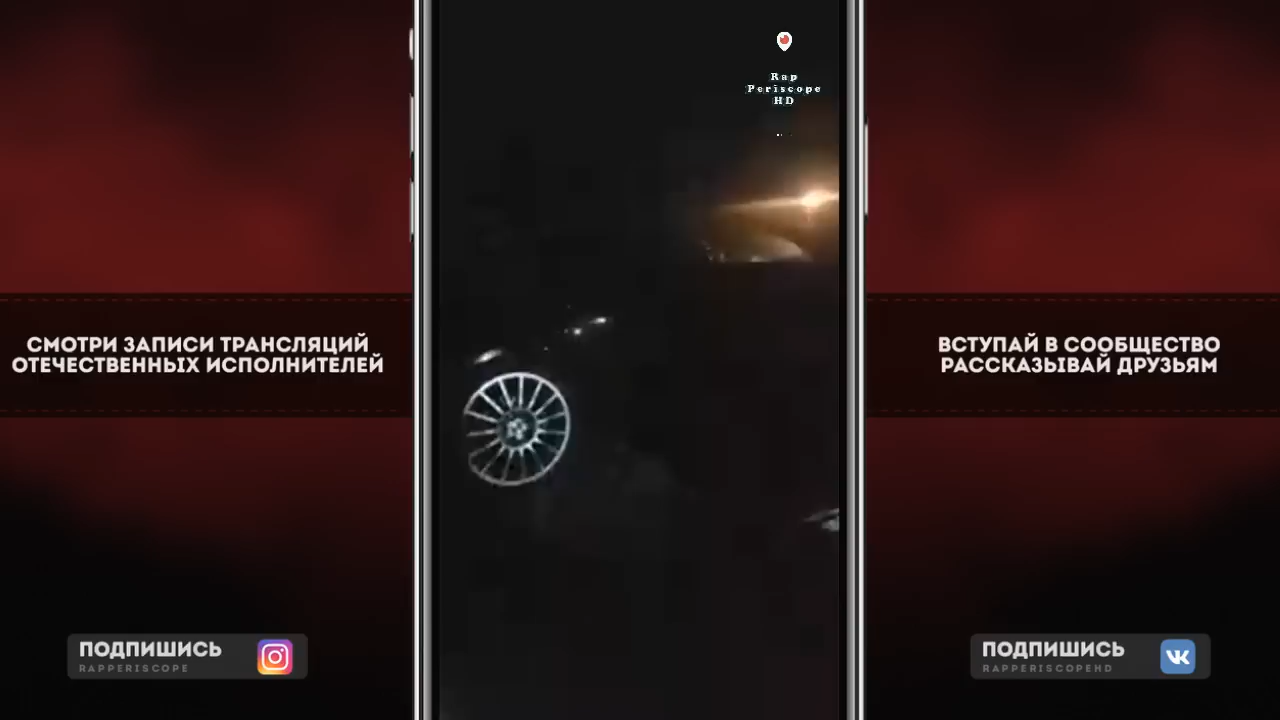 Rap
Periscope
HD
СМОТРИ ЗАПИСИ ТРАНСЛЯЦИЙ
ОТЕЧЕСТВЕННЫХ ИСПОЛНИТЕЛЕЙ
ВСТУПАЙ В СООБЩЕСТВО
РАССКАЗЫВАЙ ДРУЗЬЯМ
ПОДПИШИСЬ
RAPPERISCOPE
ПОДПИШИСЬ
RAPPERISCOPEHD